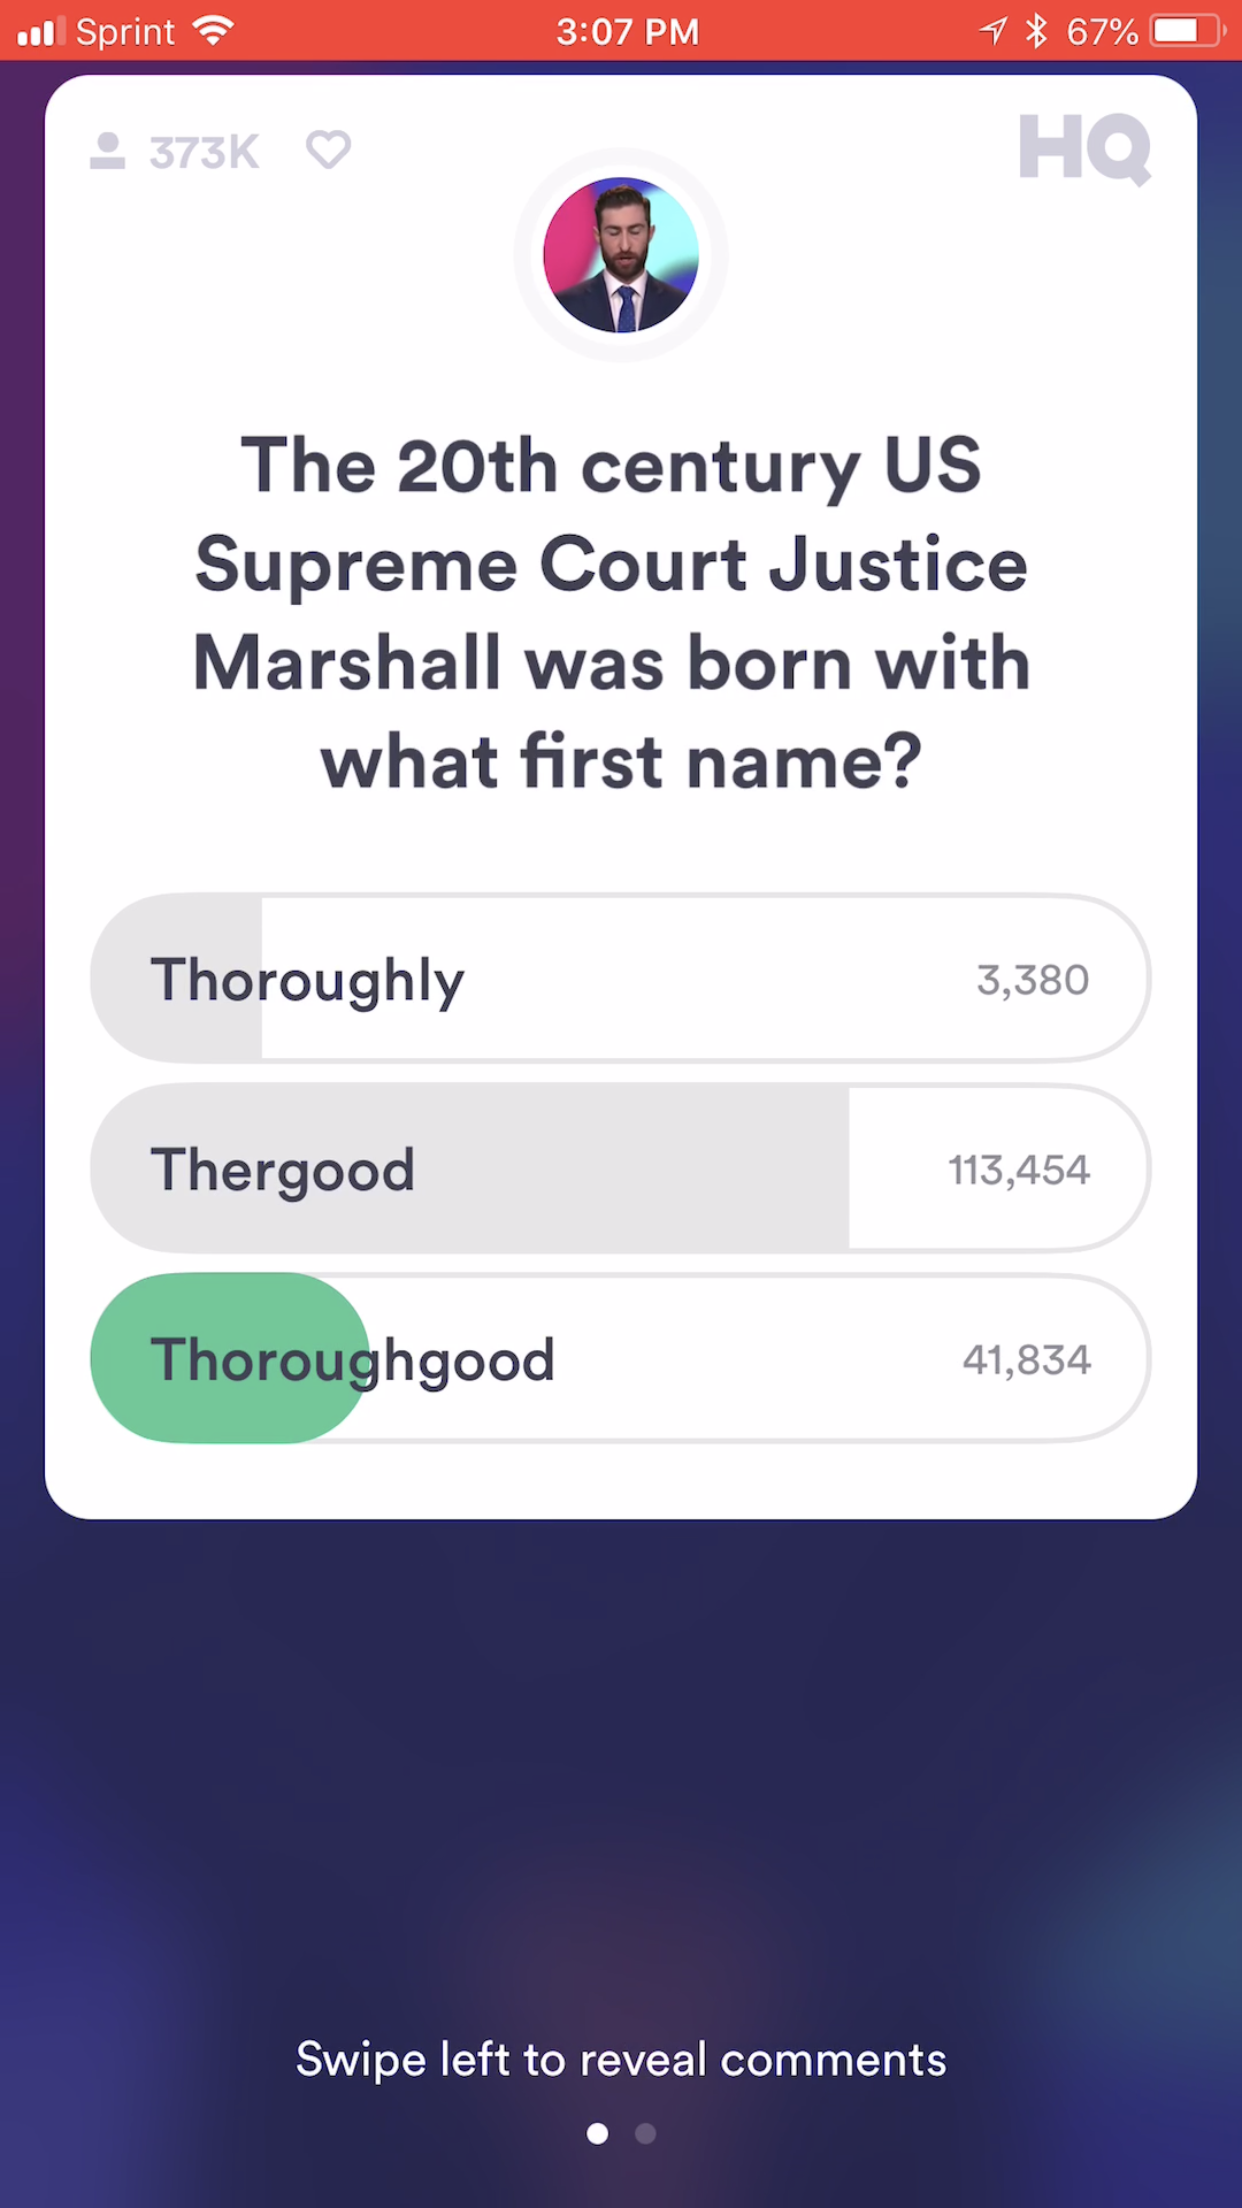 Sprint 3:07 PM 67%
373K HQ
The 20th century US
Supreme Court Justice
Marshall was born with
what first name?
Thoroughly 3,380
Thergood 113,454
Thoroughgood 41,834
Swipe left to reveal comments